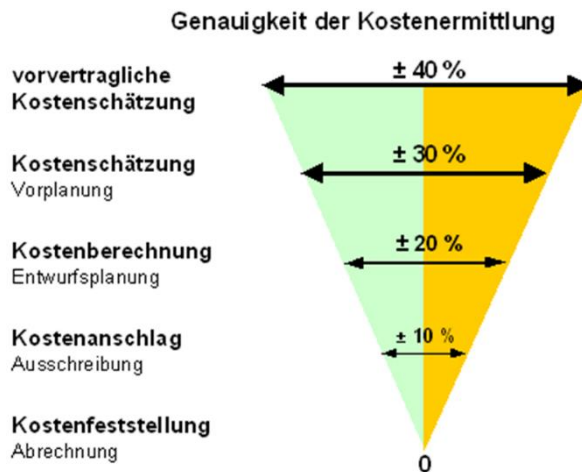 Genauigkeit der Kostenermittlung
vorvertragliche
Kostenschätzung
± 40 %
Kostenschätzung
Vorplanung
± 30 %
Kostenberechnung
Entwurfsplanung
± 20 %
Kostenanschlag
Ausschreibung
± 10 %
Kostenfeststellung
Abrechnung
0